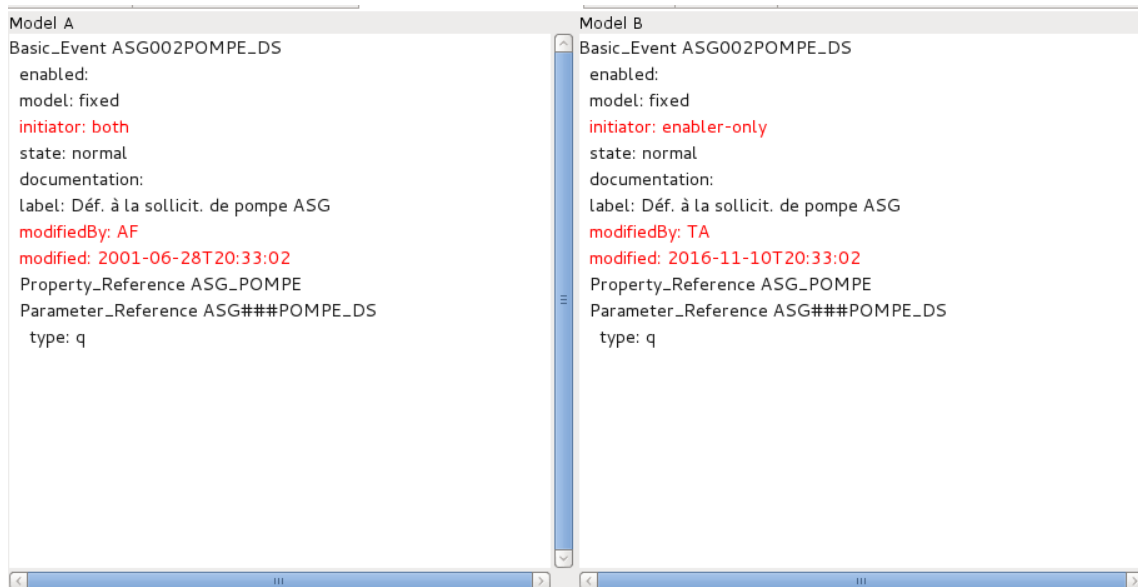 Model A
Basic_Event ASG002POMPE_DS
enabled:
model: fixed
initiator: both
state: normal
documentation:
label: Déf. à la sollicit. de pompe ASG
modifiedBy: AF
modified: 2001-06-28T20:33:02
Property_Reference ASG_POMPE
Parameter_Reference ASG###POMPE_DS
type: q
Model B
Basic_Event ASG002POMPE_DS
enabled:
model: fixed
initiator: enabler-only
state: normal
documentation:
label: Déf. à la sollicit. de pompe ASG
modifiedBy: TA
modified: 2016-11-10T20:33:02
Property_Reference ASG_POMPE
Parameter_Reference ASG###POMPE_DS
type: q